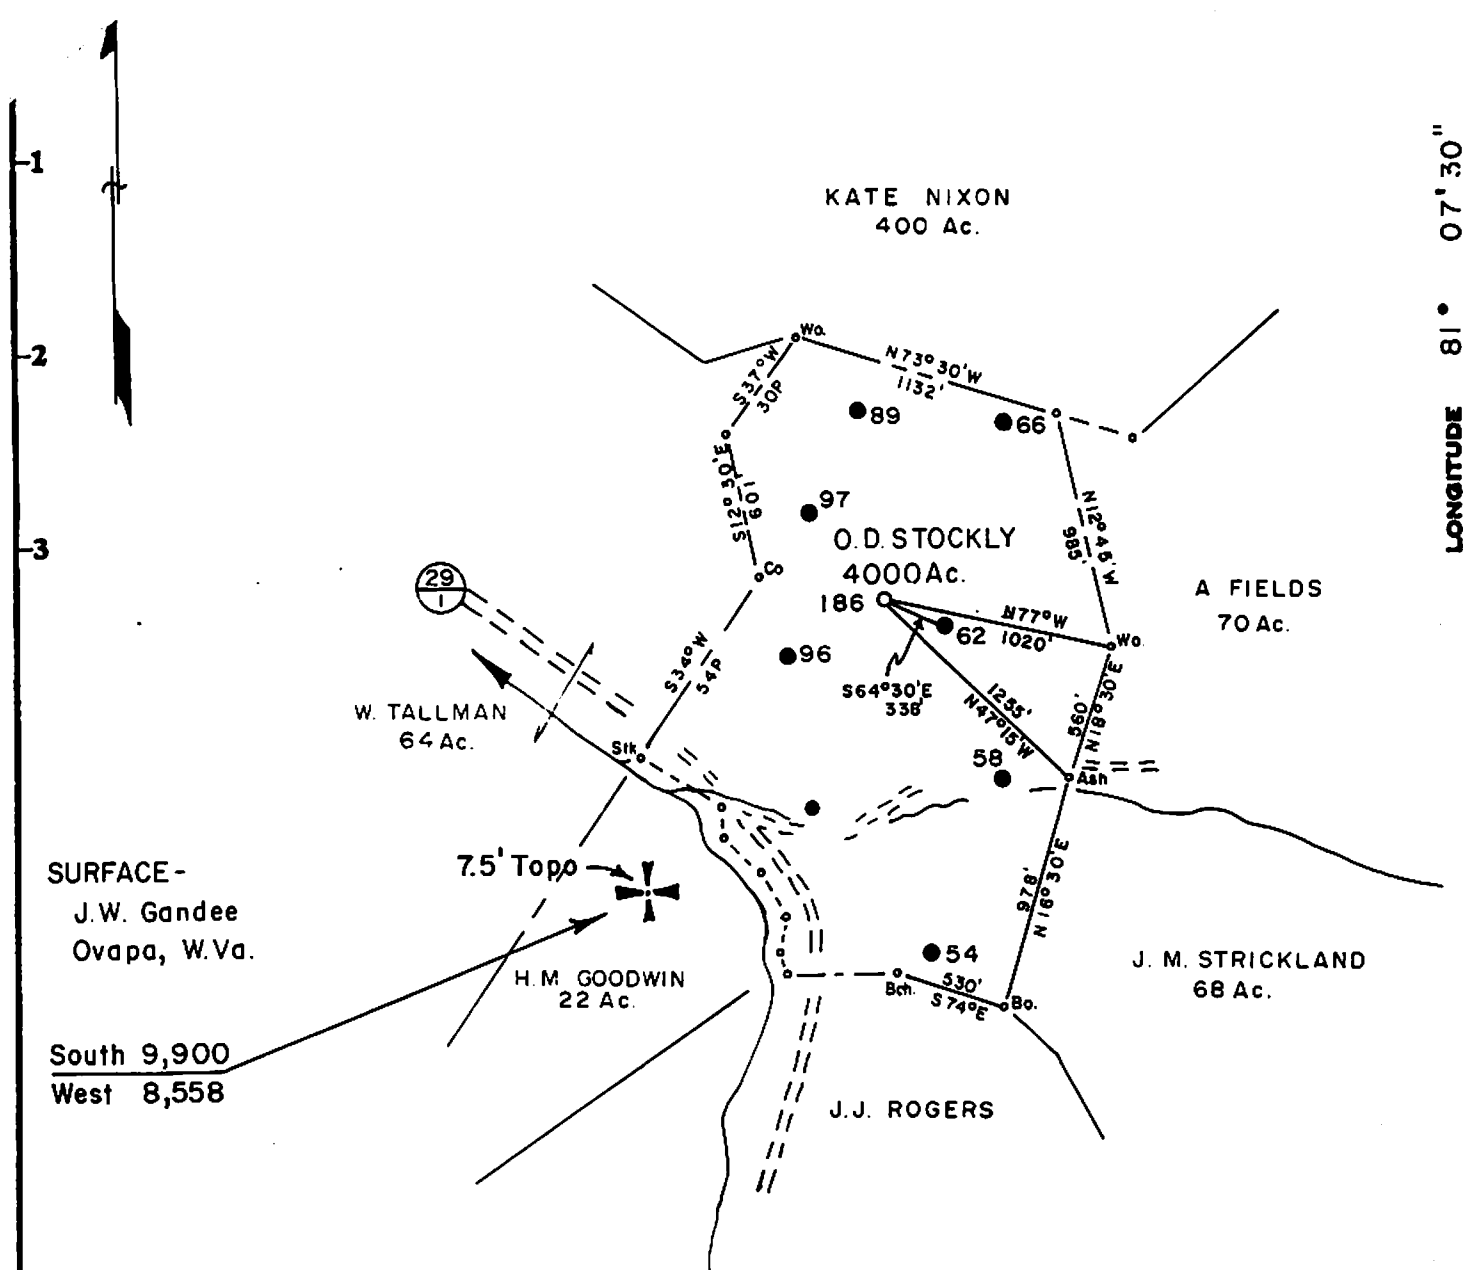 1
2
3
LONGITUDE 81° 07' 30"
KATE NIXON
400 Ac.
Wo.
N73°30'W
1132'
S37°W
30P
89
66
S12°30'E
601'
97
N12°45'W
985'
O.D. STOCKLY
4000 Ac.
Co
29
1
186
N77°W
1020'
62
Wo.
A FIELDS
70 Ac.
96
S34°W
54P
S64°30'E
338'
1255'
N47°15'W
560'
N18°30'E
W. TALLMAN
64 Ac.
Stk
58
Ash
7.5' Topo
SURFACE-
J.W. Gandee
Ovapa, W.Va.
978'
N16°30'E
54
J. M. STRICKLAND
68 Ac.
H.M. GOODWIN
22 Ac.
Bch.
530'
S74°E
Bo.
South 9,900
West 8,558
J.J. ROGERS